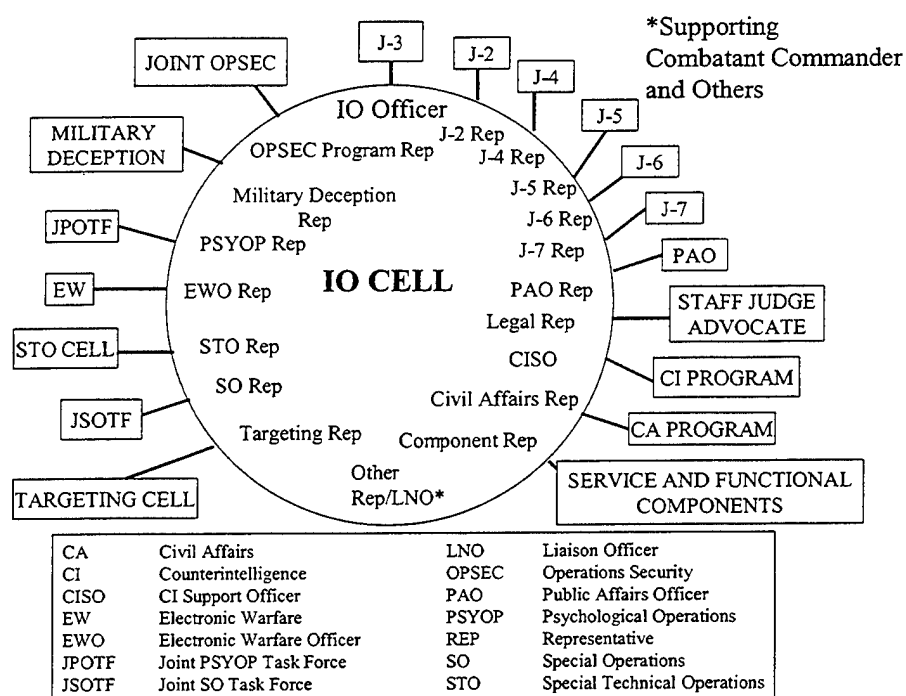 J-3
*Supporting
Combatant Commander
and Others
J-2
JOINT OPSEC
J-4
IO Officer
J-5
MILITARY
DECEPTION
OPSEC Program Rep
J-2 Rep
J-4 Rep
J-6
J-5 Rep
Military Deception
Rep
J-7
J-6 Rep
JPOTF
PSYOP Rep
J-7 Rep
PAO
IO CELL
EW
EWO Rep
PAO Rep
STAFF JUDGE
ADVOCATE
Legal Rep
STO CELL
STO Rep
CISO
CI PROGRAM
SO Rep
Civil Affairs Rep
JSOTF
CA PROGRAM
Targeting Rep
Component Rep
TARGETING CELL
Other
Rep/LNO*
SERVICE AND FUNCTIONAL
COMPONENTS
CA Civil Affairs LNO Liaison Officer
CI Counterintelligence OPSEC Operations Security
CISO CI Support Officer PAO Public Affairs Officer
EW Electronic Warfare PSYOP Psychological Operations
EWO Electronic Warfare Officer REP Representative
JPOTF Joint PSYOP Task Force SO Special Operations
JSOTF Joint SO Task Force STO Special Technical Operations